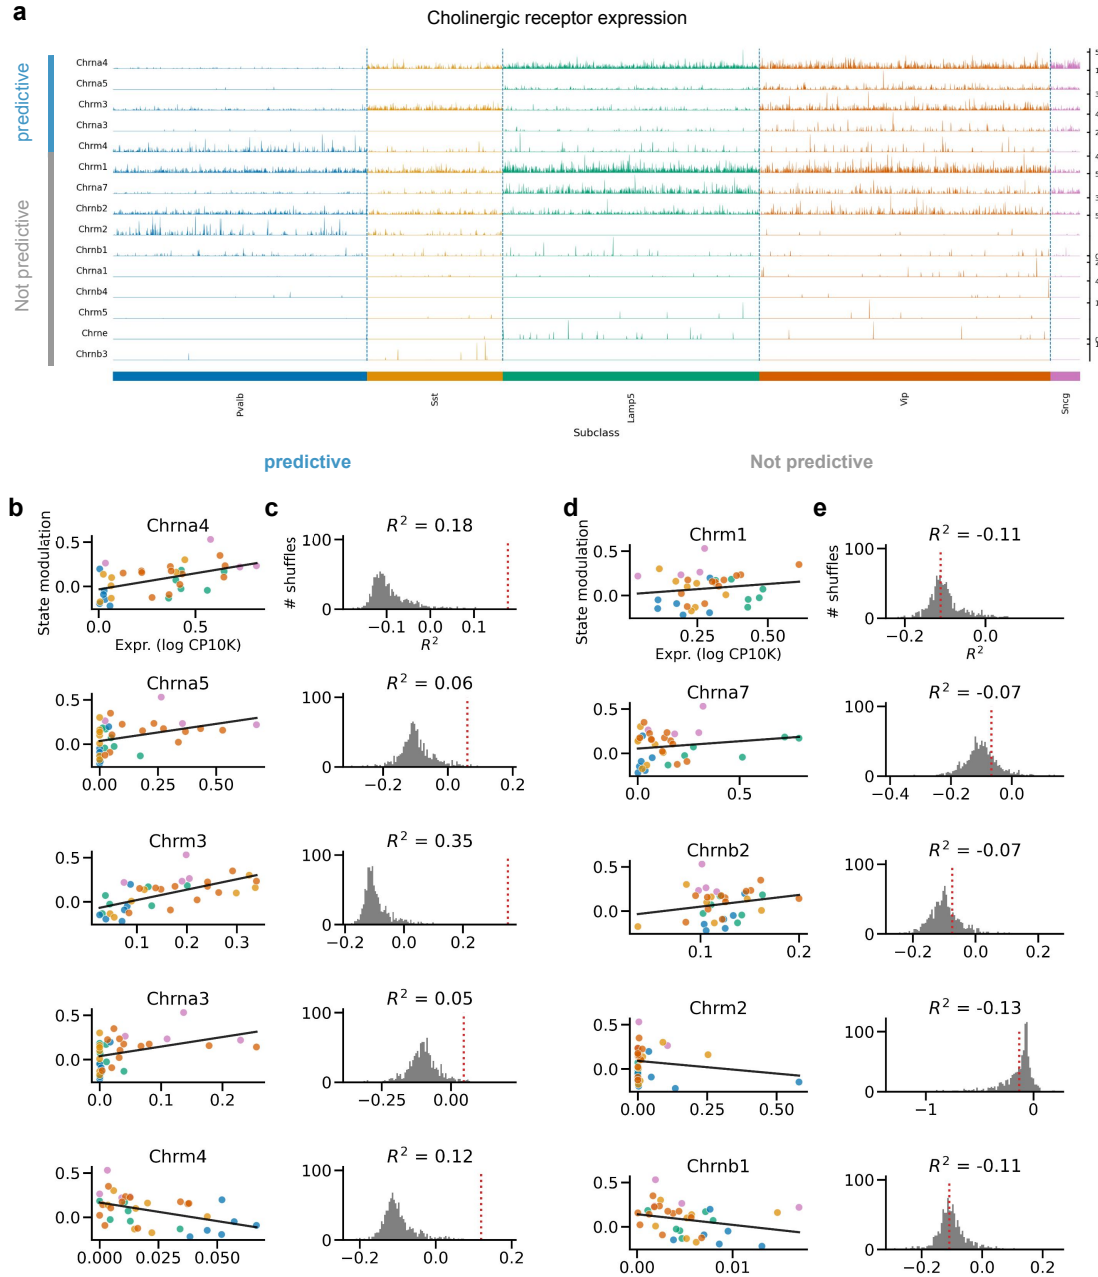 a
Cholinergic receptor expression
predictive
Not predictive
Chrna4
Chrna5
Chrm3
Chrna3
Chrm4
Chrm1
Chrna7
Chrnb2
Chrm2
Chrnb1
Chrna1
Chrnb4
Chrm5
Chrne
Chrnb3
Pvalb
Sst
Lamp5
Vip
Sncg
Subclass
predictive
Not predictive
b
c
d
e
Chrna4
State modulation
0.5
0.0
0.0 0.5
Expr. (log CP10K)
R² = 0.18
# shuffles
100
0
−0.1 0.0 0.1
R²
Chrm1
State modulation
0.5
0.0
0.25 0.50
Expr. (log CP10K)
R² = -0.11
# shuffles
100
0
−0.2 0.0
R²
Chrna5
0.5
0.0
0.00 0.25 0.50
R² = 0.06
100
0
−0.2 0.0 0.2
Chrna7
0.5
0.0
0.0 0.5
R² = -0.07
100
0
−0.4 −0.2 0.0
Chrm3
0.5
0.0
0.1 0.2 0.3
R² = 0.35
100
0
−0.2 0.0 0.2
Chrnb2
0.5
0.0
0.1 0.2
R² = -0.07
100
0
−0.2 0.0 0.2
Chrna3
0.5
0.0
0.0 0.1 0.2
R² = 0.05
100
0
−0.25 0.00
Chrm2
0.5
0.0
0.00 0.25 0.50
R² = -0.13
100
0
−1 0
Chrm4
0.5
0.0
0.000 0.025 0.050
R² = 0.12
100
0
−0.2 0.0 0.2
Chrnb1
0.5
0.0
0.00 0.01
R² = -0.11
100
0
−0.2 0.0 0.2